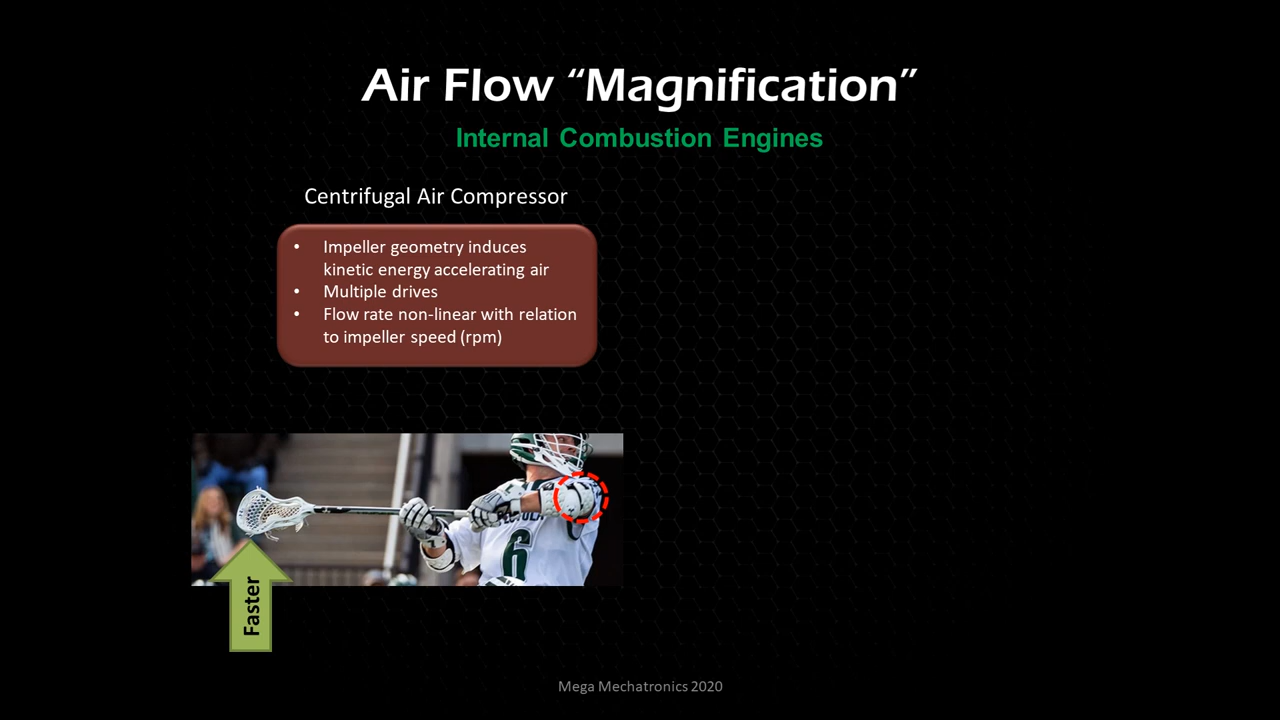 Air Flow “Magnification”
Internal Combustion Engines
Centrifugal Air Compressor
• Impeller geometry induces
kinetic energy accelerating air
• Multiple drives
• Flow rate non-linear with relation
to impeller speed (rpm)
6
Faster
Mega Mechatronics 2020